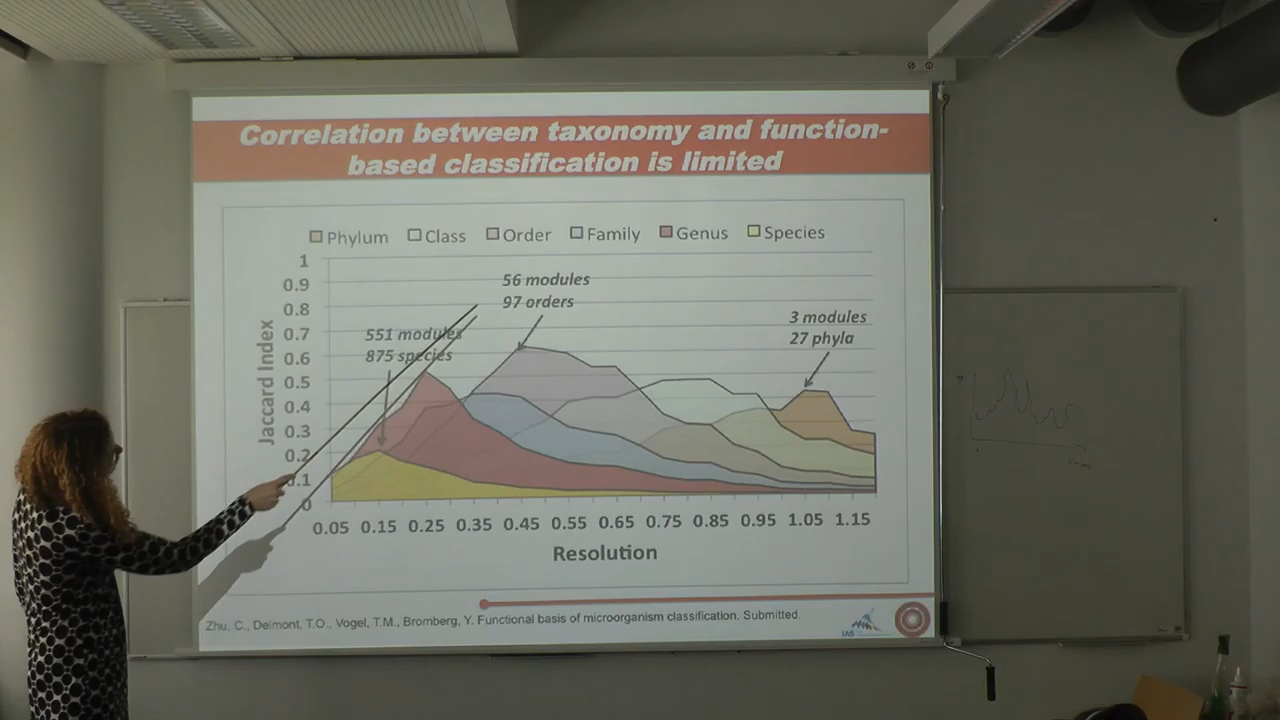 Correlation between taxonomy and function-
based classification is limited
Phylum Class Order Family Genus Species
Jaccard Index
1
0.9
0.8
0.7
0.6
0.5
0.4
0.3
0.2
0.1
0
551 modules
875 species
56 modules
97 orders
3 modules
27 phyla
0.05 0.15 0.25 0.35 0.45 0.55 0.65 0.75 0.85 0.95 1.05 1.15
Resolution
Zhu, C., Delmont, T.O., Vogel, T.M., Bromberg, Y. Functional basis of microorganism classification. Submitted.
IAS